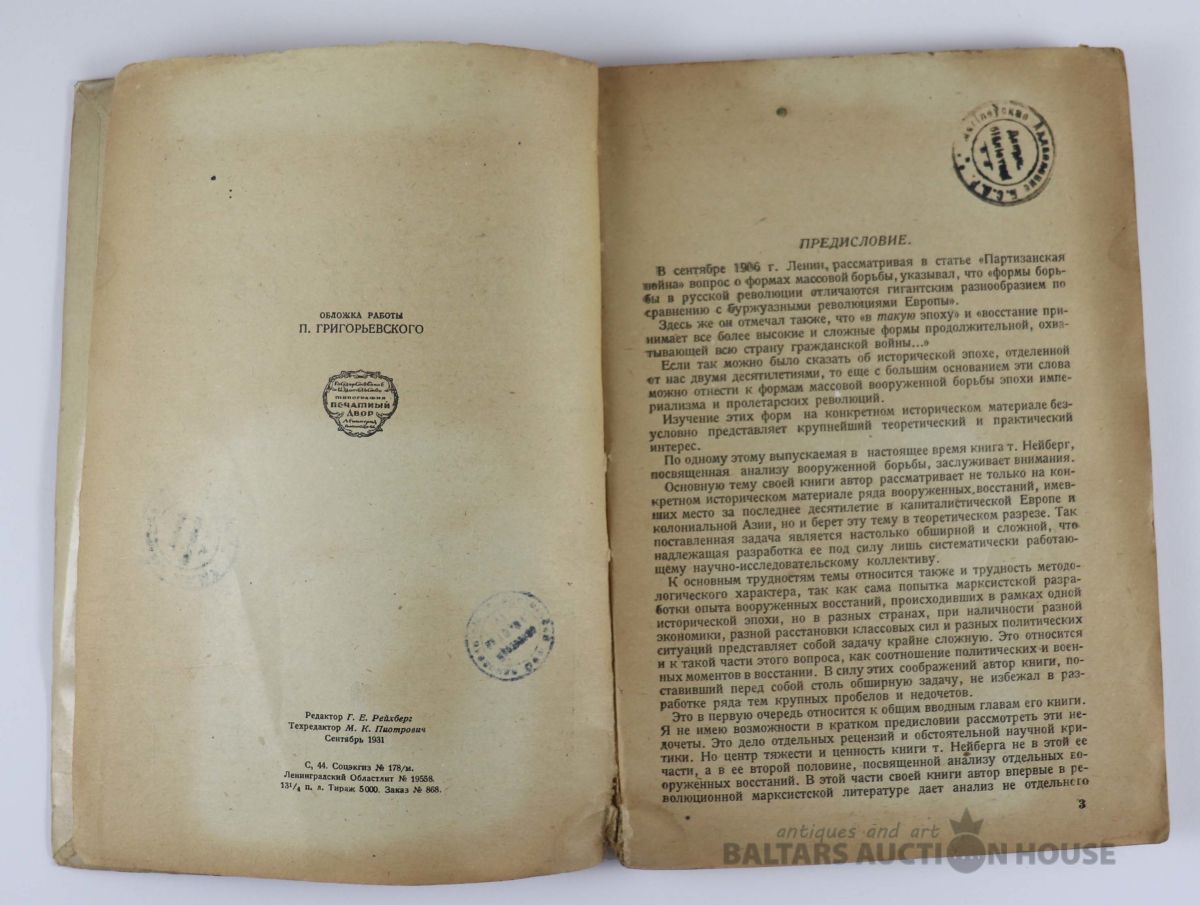 ОБЛОЖКА РАБОТЫ
П. ГРИГОРЬЕВСКОГО
типография
ПЕЧАТНЫЙ
ДВОР
Редактор Г. Е. Рейхберг
Техредактор М. К. Пиотрович
Сентябрь 1931
С, 44. Соцэкгиз № 178/м.
Ленинградский Областлит № 19558.
13¹/₄ п. л. Тираж 5000. Заказ № 868.
ПРЕДИСЛОВИЕ.
В сентябре 1906 г. Ленин, рассматривая в статье «Партизанская
война» вопрос о формах массовой борьбы, указывал, что «формы борь-
бы в русской революции отличаются гигантским разнообразием по
сравнению с буржуазными революциями Европы».
Здесь же он отмечал также, что «в такую эпоху» и «восстание при-
нимает все более высокие и сложные формы продолжительной, охва-
тывающей всю страну гражданской войны...»
Если так можно было сказать об исторической эпохе, отделенной
от нас двумя десятилетиями, то еще с большим основанием эти слова
можно отнести к формам массовой вооруженной борьбы эпохи импе-
риализма и пролетарских революций.
Изучение этих форм на конкретном историческом материале без-
условно представляет крупнейший теоретический и практический
интерес.
По одному этому выпускаемая в настоящее время книга т. Нейберг,
посвященная анализу вооруженной борьбы, заслуживает внимания.
Основную тему своей книги автор рассматривает не только на кон-
кретном историческом материале ряда вооруженных восстаний, имев-
ших место за последнее десятилетие в капиталистической Европе и
колониальной Азии, но и берет эту тему в теоретическом разрезе. Так
поставленная задача является настолько обширной и сложной, что
надлежащая разработка ее под силу лишь систематически работаю-
щему научно-исследовательскому коллективу.
К основным трудностям темы относится также и трудность методо-
логического характера, так как сама попытка марксистской разра-
ботки опыта вооруженных восстаний, происходивших в рамках одной
исторической эпохи, но в разных странах, при наличности разной
экономики, разной расстановки классовых сил и разных политических
ситуаций представляет собой задачу крайне сложную. Это относится
и к такой части этого вопроса, как соотношение политических и воен-
ных моментов в восстании. В силу этих соображений автор книги, по-
ставивший перед собой столь обширную задачу, не избежал в раз-
работке ряда тем крупных пробелов и недочетов.
Это в первую очередь относится к общим вводным главам его книги.
Я не имею возможности в кратком предисловии рассмотреть эти не-
дочеты. Это дело отдельных рецензий и обстоятельной научной кри-
тики. Но центр тяжести и ценность книги т. Нейберга не в этой ее
части, а в ее второй половине, посвященной анализу отдельных во-
оруженных восстаний. В этой части своей книги автор впервые в ре-
волюционной марксистской литературе дает анализ не отдельного
3
antiques and art
BALTARS AUCTION HOUSE